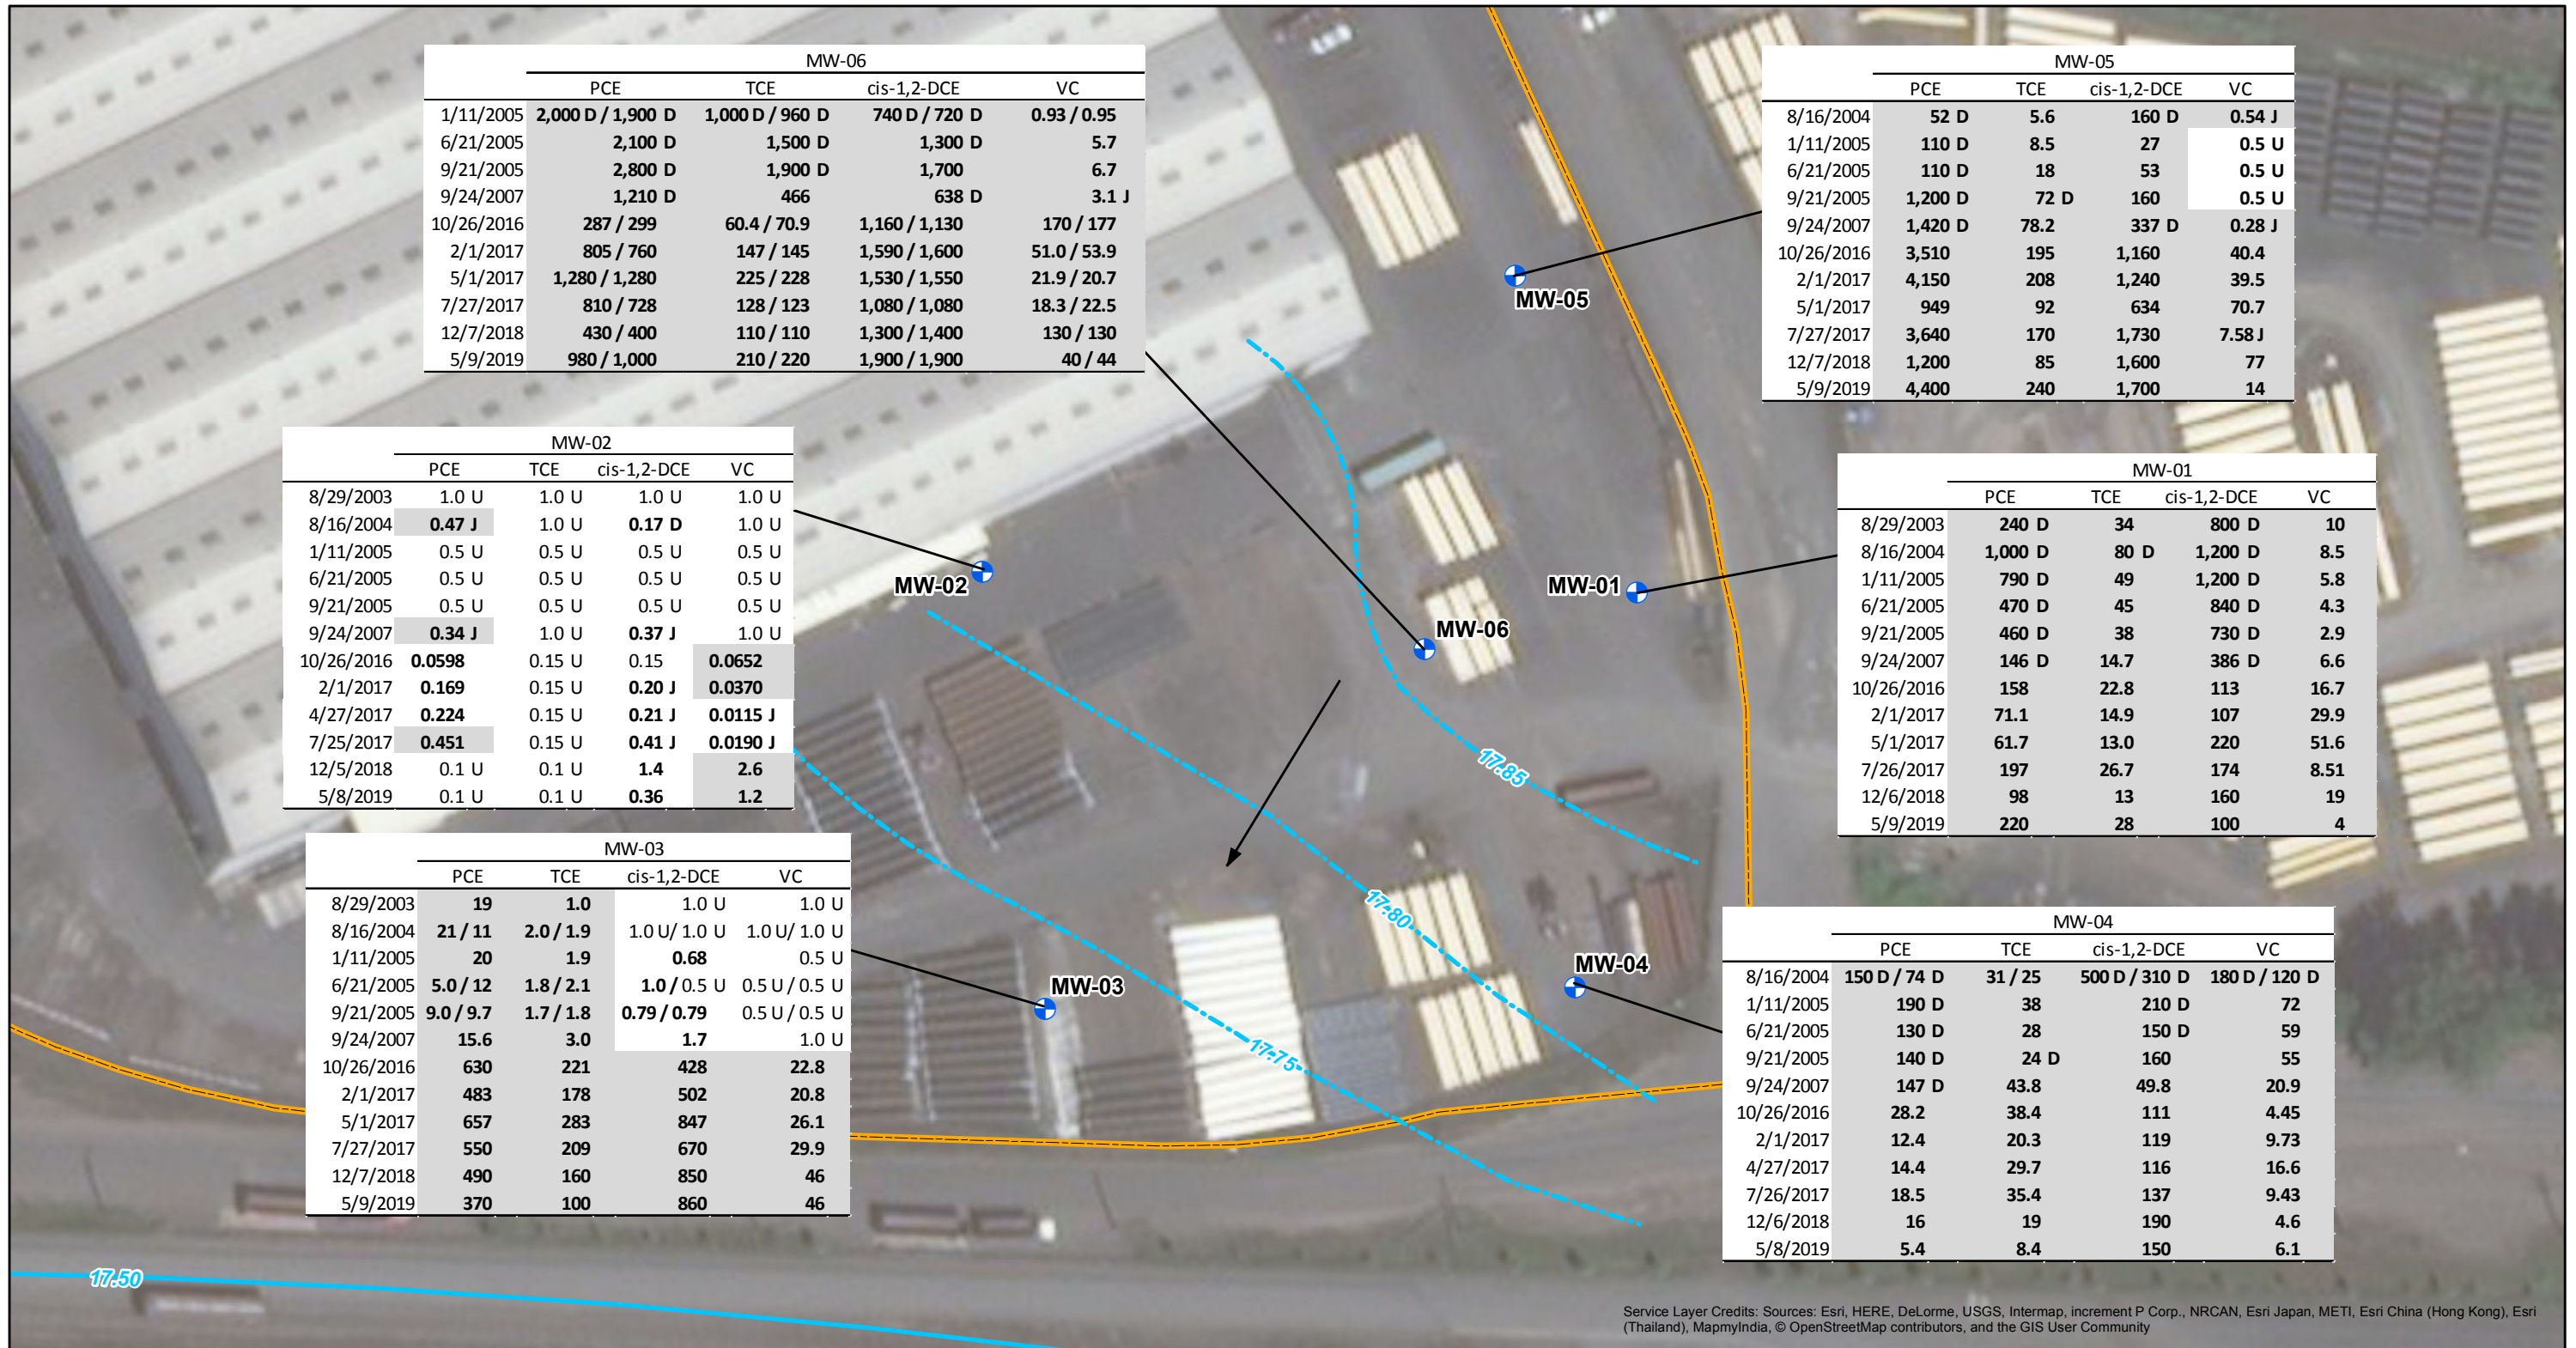 MW-06
PCE TCE cis-1,2-DCE VC
1/11/2005 2,000 D / 1,900 D 1,000 D / 960 D 740 D / 720 D 0.93 / 0.95
6/21/2005 2,100 D 1,500 D 1,300 D 5.7
9/21/2005 2,800 D 1,900 D 1,700 6.7
9/24/2007 1,210 D 466 638 D 3.1 J
10/26/2016 287 / 299 60.4 / 70.9 1,160 / 1,130 170 / 177
2/1/2017 805 / 760 147 / 145 1,590 / 1,600 51.0 / 53.9
5/1/2017 1,280 / 1,280 225 / 228 1,530 / 1,550 21.9 / 20.7
7/27/2017 810 / 728 128 / 123 1,080 / 1,080 18.3 / 22.5
12/7/2018 430 / 400 110 / 110 1,300 / 1,400 130 / 130
5/9/2019 980 / 1,000 210 / 220 1,900 / 1,900 40 / 44
MW-05
PCE TCE cis-1,2-DCE VC
8/16/2004 52 D 5.6 160 D 0.54 J
1/11/2005 110 D 8.5 27 0.5 U
6/21/2005 110 D 18 53 0.5 U
9/21/2005 1,200 D 72 D 160 0.5 U
9/24/2007 1,420 D 78.2 337 D 0.28 J
10/26/2016 3,510 195 1,160 40.4
2/1/2017 4,150 208 1,240 39.5
5/1/2017 949 92 634 70.7
7/27/2017 3,640 170 1,730 7.58 J
12/7/2018 1,200 85 1,600 77
5/9/2019 4,400 240 1,700 14
MW-05
MW-02
PCE TCE cis-1,2-DCE VC
8/29/2003 1.0 U 1.0 U 1.0 U 1.0 U
8/16/2004 0.47 J 1.0 U 0.17 D 1.0 U
1/11/2005 0.5 U 0.5 U 0.5 U 0.5 U
6/21/2005 0.5 U 0.5 U 0.5 U 0.5 U
9/21/2005 0.5 U 0.5 U 0.5 U 0.5 U
9/24/2007 0.34 J 1.0 U 0.37 J 1.0 U
10/26/2016 0.0598 0.15 U 0.15 0.0652
2/1/2017 0.169 0.15 U 0.20 J 0.0370
4/27/2017 0.224 0.15 U 0.21 J 0.0115 J
7/25/2017 0.451 0.15 U 0.41 J 0.0190 J
12/5/2018 0.1 U 0.1 U 1.4 2.6
5/8/2019 0.1 U 0.1 U 0.36 1.2
MW-02
MW-01
MW-06
MW-01
PCE TCE cis-1,2-DCE VC
8/29/2003 240 D 34 800 D 10
8/16/2004 1,000 D 80 D 1,200 D 8.5
1/11/2005 790 D 49 1,200 D 5.8
6/21/2005 470 D 45 840 D 4.3
9/21/2005 460 D 38 730 D 2.9
9/24/2007 146 D 14.7 386 D 6.6
10/26/2016 158 22.8 113 16.7
2/1/2017 71.1 14.9 107 29.9
5/1/2017 61.7 13.0 220 51.6
7/26/2017 197 26.7 174 8.51
12/6/2018 98 13 160 19
5/9/2019 220 28 100 4
17.85
17.80
17.75
MW-03
PCE TCE cis-1,2-DCE VC
8/29/2003 19 1.0 1.0 U 1.0 U
8/16/2004 21 / 11 2.0 / 1.9 1.0 U/ 1.0 U 1.0 U/ 1.0 U
1/11/2005 20 1.9 0.68 0.5 U
6/21/2005 5.0 / 12 1.8 / 2.1 1.0 / 0.5 U 0.5 U / 0.5 U
9/21/2005 9.0 / 9.7 1.7 / 1.8 0.79 / 0.79 0.5 U / 0.5 U
9/24/2007 15.6 3.0 1.7 1.0 U
10/26/2016 630 221 428 22.8
2/1/2017 483 178 502 20.8
5/1/2017 657 283 847 26.1
7/27/2017 550 209 670 29.9
12/7/2018 490 160 850 46
5/9/2019 370 100 860 46
MW-03
MW-04
MW-04
PCE TCE cis-1,2-DCE VC
8/16/2004 150 D / 74 D 31 / 25 500 D / 310 D 180 D / 120 D
1/11/2005 190 D 38 210 D 72
6/21/2005 130 D 28 150 D 59
9/21/2005 140 D 24 D 160 55
9/24/2007 147 D 43.8 49.8 20.9
10/26/2016 28.2 38.4 111 4.45
2/1/2017 12.4 20.3 119 9.73
4/27/2017 14.4 29.7 116 16.6
7/26/2017 18.5 35.4 137 9.43
12/6/2018 16 19 190 4.6
5/8/2019 5.4 8.4 150 6.1
17.50
Service Layer Credits: Sources: Esri, HERE, DeLorme, USGS, Intermap, increment P Corp., NRCAN, Esri Japan, METI, Esri China (Hong Kong), Esri
(Thailand), MapmyIndia, © OpenStreetMap contributors, and the GIS User Community